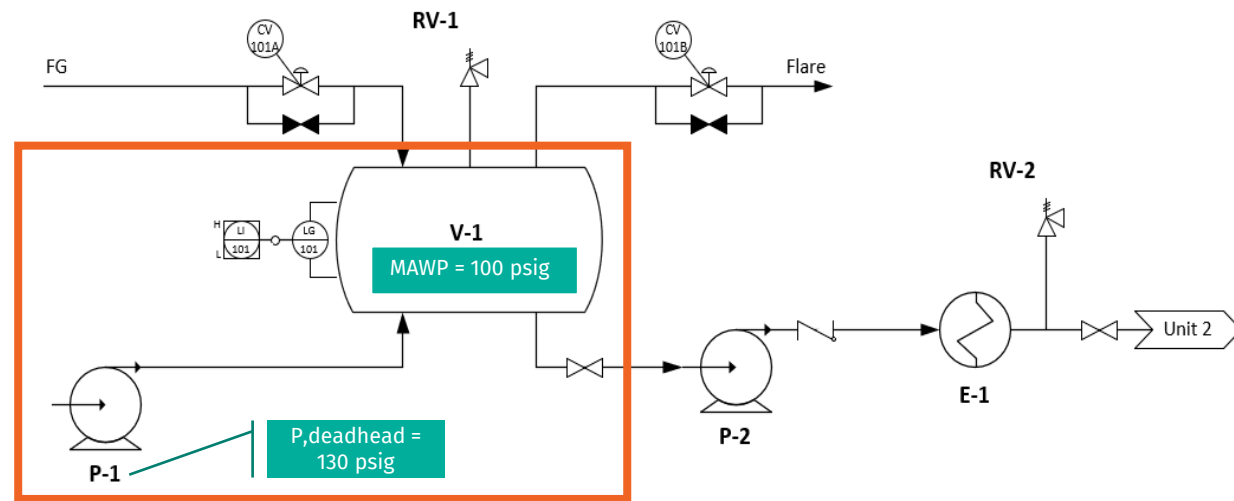 RV-1
CV
101A
CV
101B
FG
Flare
RV-2
H
LI
101
L
LG
101
V-1
MAWP = 100 psig
Unit 2
E-1
P-2
P,deadhead =
130 psig
P-1